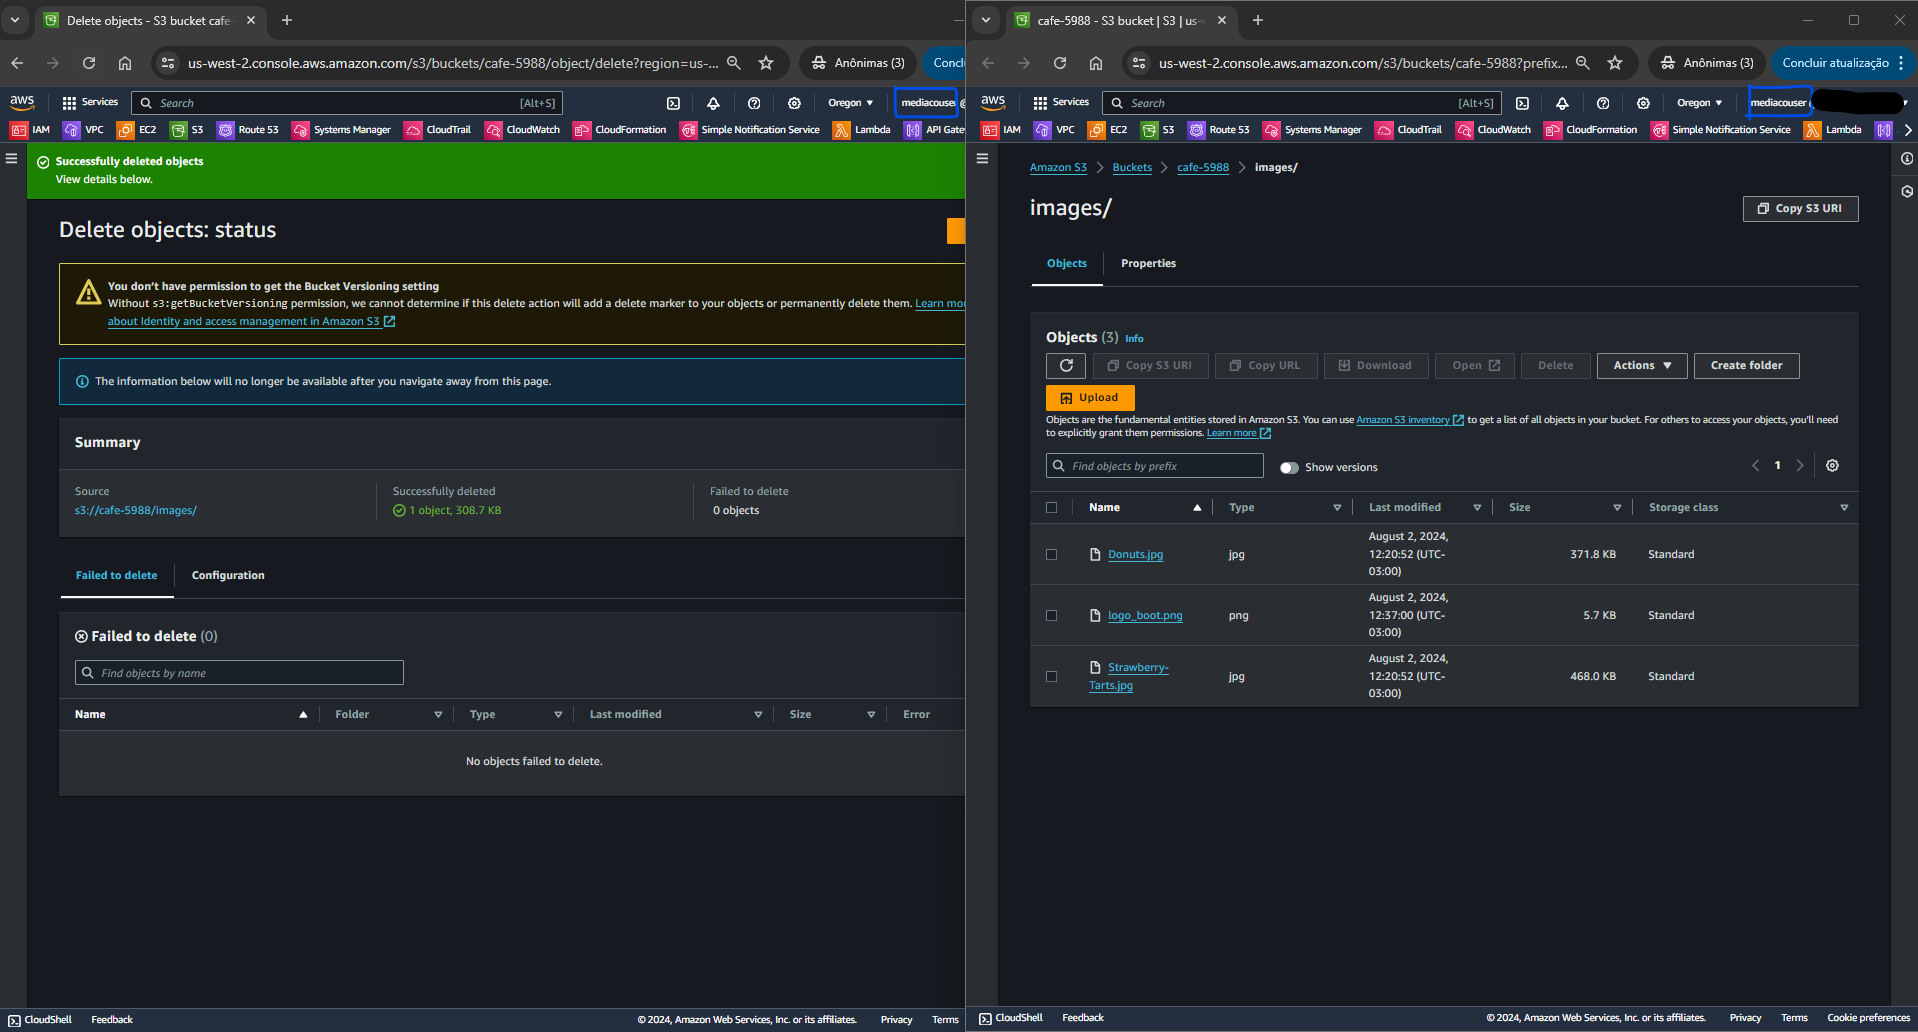 Delete objects - S3 bucket cafe-
us-west-2.console.aws.amazon.com/s3/buckets/cafe-5988/object/delete?region=us-...
Anônimas (3)
aws
Services
Search
[Alt+S]
Oregon
mediacouser
IAM
VPC
EC2
S3
Route 53
Systems Manager
CloudTrail
CloudWatch
CloudFormation
Simple Notification Service
Lambda
Successfully deleted objects
View details below.
Delete objects: status
You don't have permission to get the Bucket Versioning setting
Without s3:getBucketVersioning permission, we cannot determine if this delete action will add a delete marker to your objects or permanently delete them. Learn
about Identity and access management in Amazon S3
The information below will no longer be available after you navigate away from this page.
Summary
Source
s3://cafe-5988/images/
Successfully deleted
1 object, 308.7 KB
Failed to delete
0 objects
Failed to delete
Configuration
Failed to delete (0)
Find objects by name
Name
Folder
Type
Last modified
Size
Error
No objects failed to delete.
CloudShell
Feedback
© 2024, Amazon Web Services, Inc. or its affiliates.
Privacy
Terms
cafe-5988 - S3 bucket | S3 | us-
us-west-2.console.aws.amazon.com/s3/buckets/cafe-5988?prefix...
Anônimas (3)
Concluir atualização
aws
Services
Search
[Alt+S]
Oregon
mediacouser
IAM
VPC
EC2
S3
Route 53
Systems Manager
CloudTrail
CloudWatch
CloudFormation
Simple Notification Service
Lambda
Amazon S3
Buckets
cafe-5988
images/
images/
Copy S3 URI
Objects
Properties
Objects (3)
Info
Copy S3 URI
Copy URL
Download
Open
Delete
Actions
Create folder
Upload
Objects are the fundamental entities stored in Amazon S3. You can use Amazon S3 inventory to get a list of all objects in your bucket. For others to access your objects, you'll need
to explicitly grant them permissions. Learn more
Find objects by prefix
Show versions
1
Name
Type
Last modified
Size
Storage class
Donuts.jpg
jpg
August 2, 2024,
12:20:52 (UTC-
03:00)
371.8 KB
Standard
logo_boot.png
png
August 2, 2024,
12:37:00 (UTC-
03:00)
5.7 KB
Standard
Strawberry-
Tarts.jpg
jpg
August 2, 2024,
12:20:52 (UTC-
03:00)
468.0 KB
Standard
CloudShell
Feedback
© 2024, Amazon Web Services, Inc. or its affiliates.
Privacy
Terms
Cookie preferences